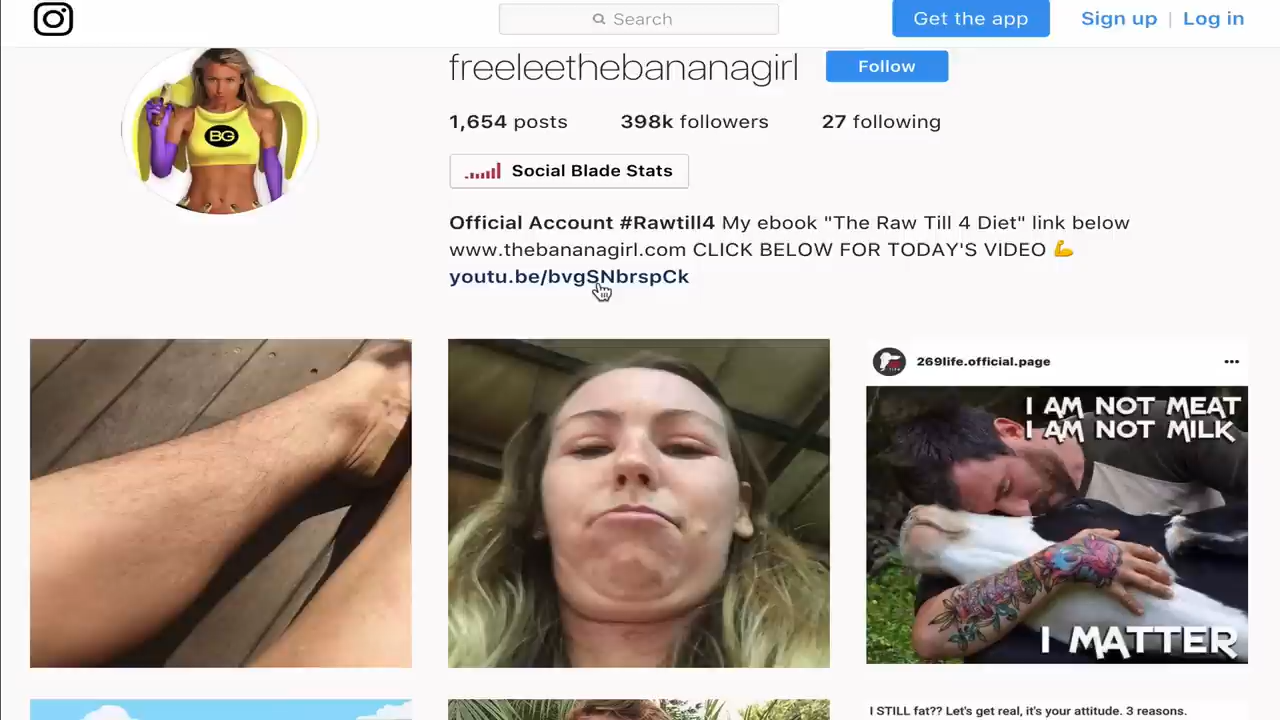 Search
Get the app
Sign up | Log in
freeleethebananagirl
Follow
1,654 posts 398k followers 27 following
Social Blade Stats
Official Account #Rawtill4 My ebook "The Raw Till 4 Diet" link below
www.thebananagirl.com CLICK BELOW FOR TODAY'S VIDEO 💪
youtu.be/bvgSNbrspCk
BG
269life.official.page
I AM NOT MEAT
I AM NOT MILK
I MATTER
I STILL fat?? Let's get real, it's your attitude. 3 reasons.